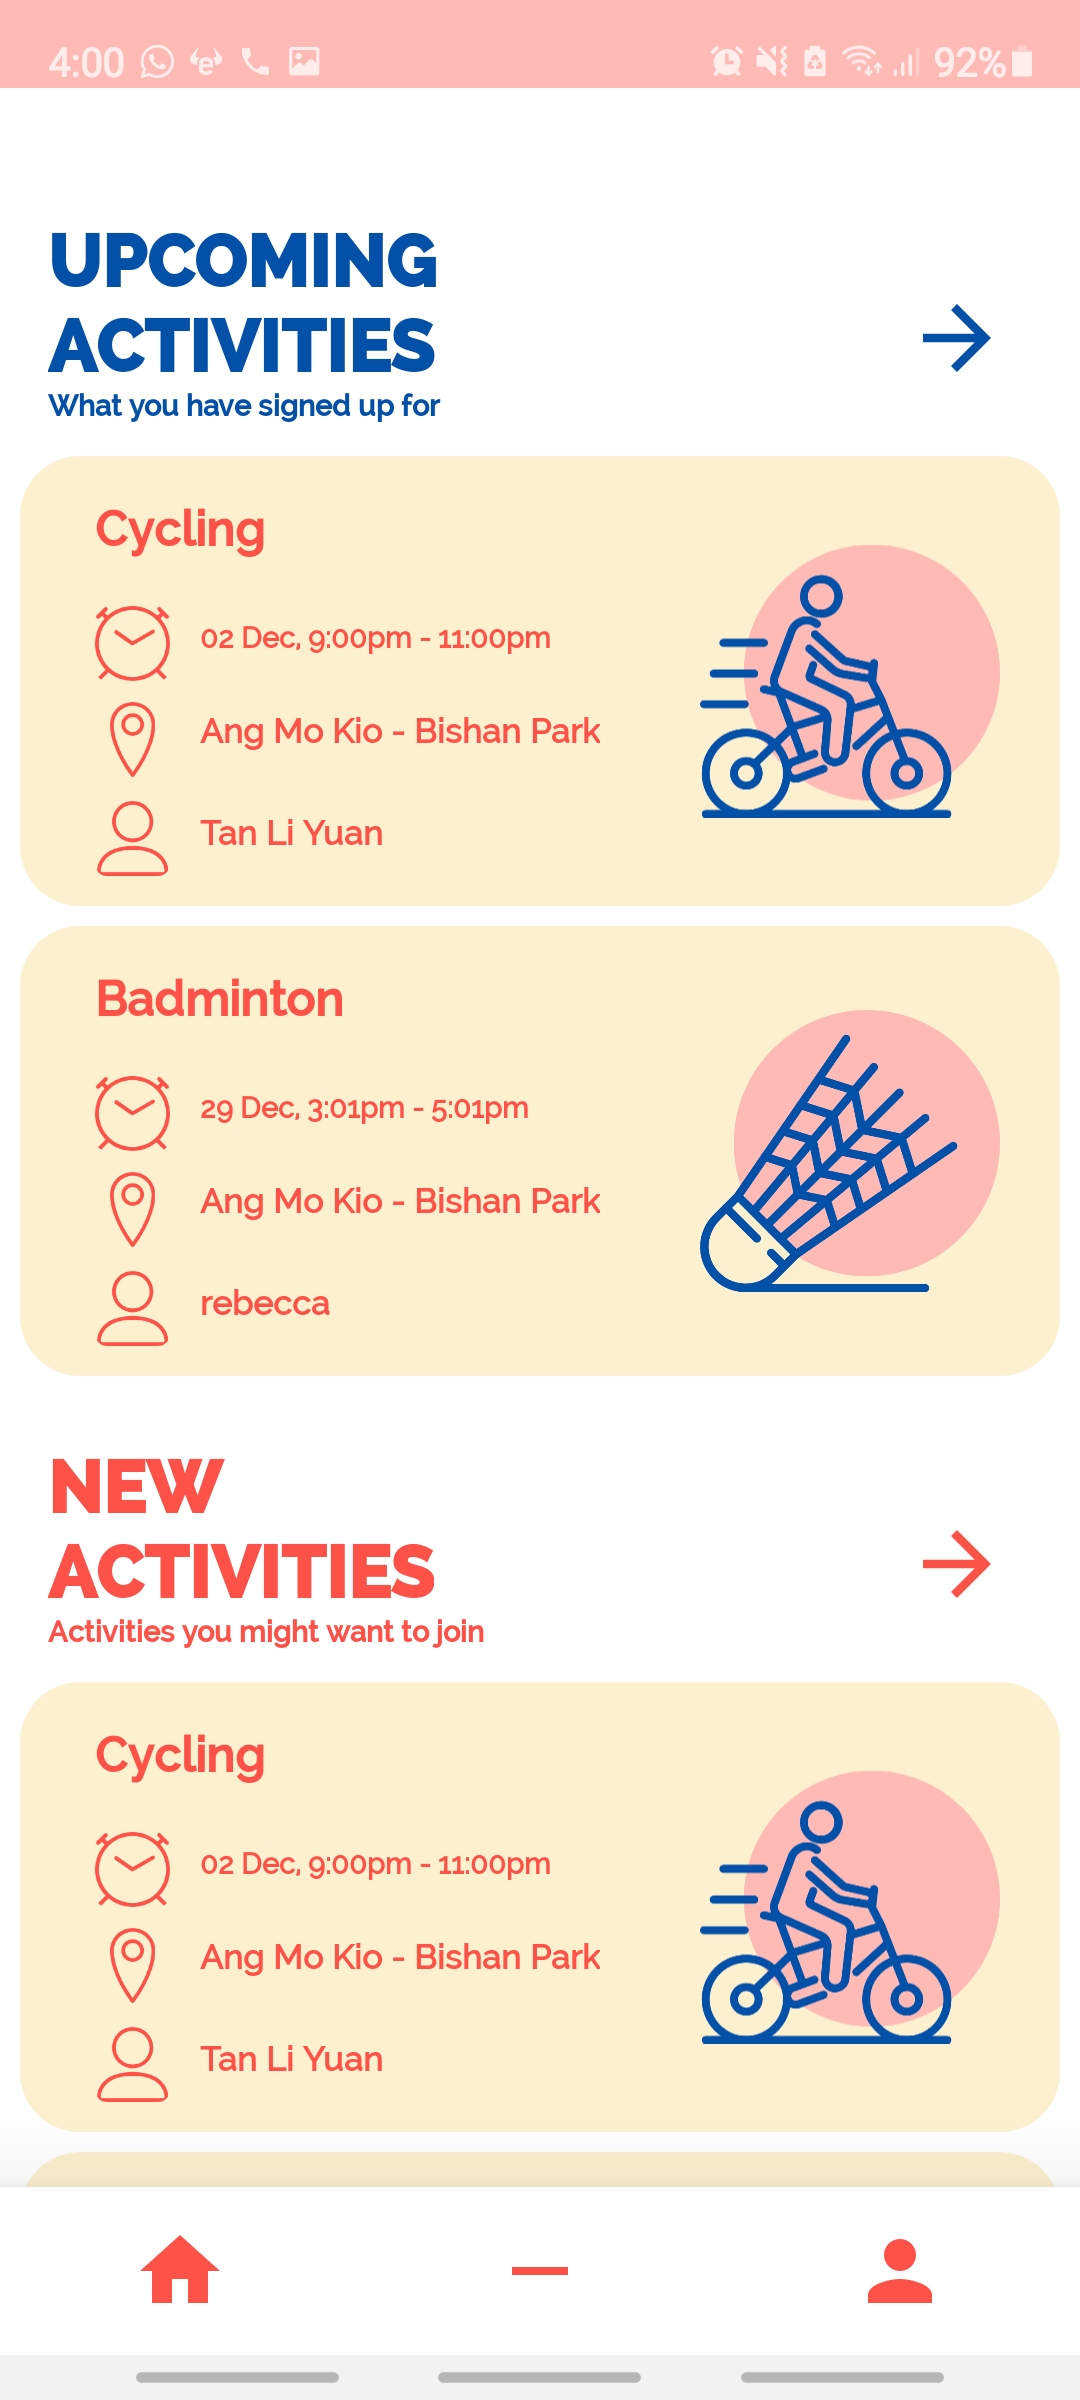 4:00 92%
UPCOMING
ACTIVITIES
What you have signed up for
Cycling
02 Dec, 9:00pm - 11:00pm
Ang Mo Kio - Bishan Park
Tan Li Yuan
Badminton
29 Dec, 3:01pm - 5:01pm
Ang Mo Kio - Bishan Park
rebecca
NEW
ACTIVITIES
Activities you might want to join
Cycling
02 Dec, 9:00pm - 11:00pm
Ang Mo Kio - Bishan Park
Tan Li Yuan